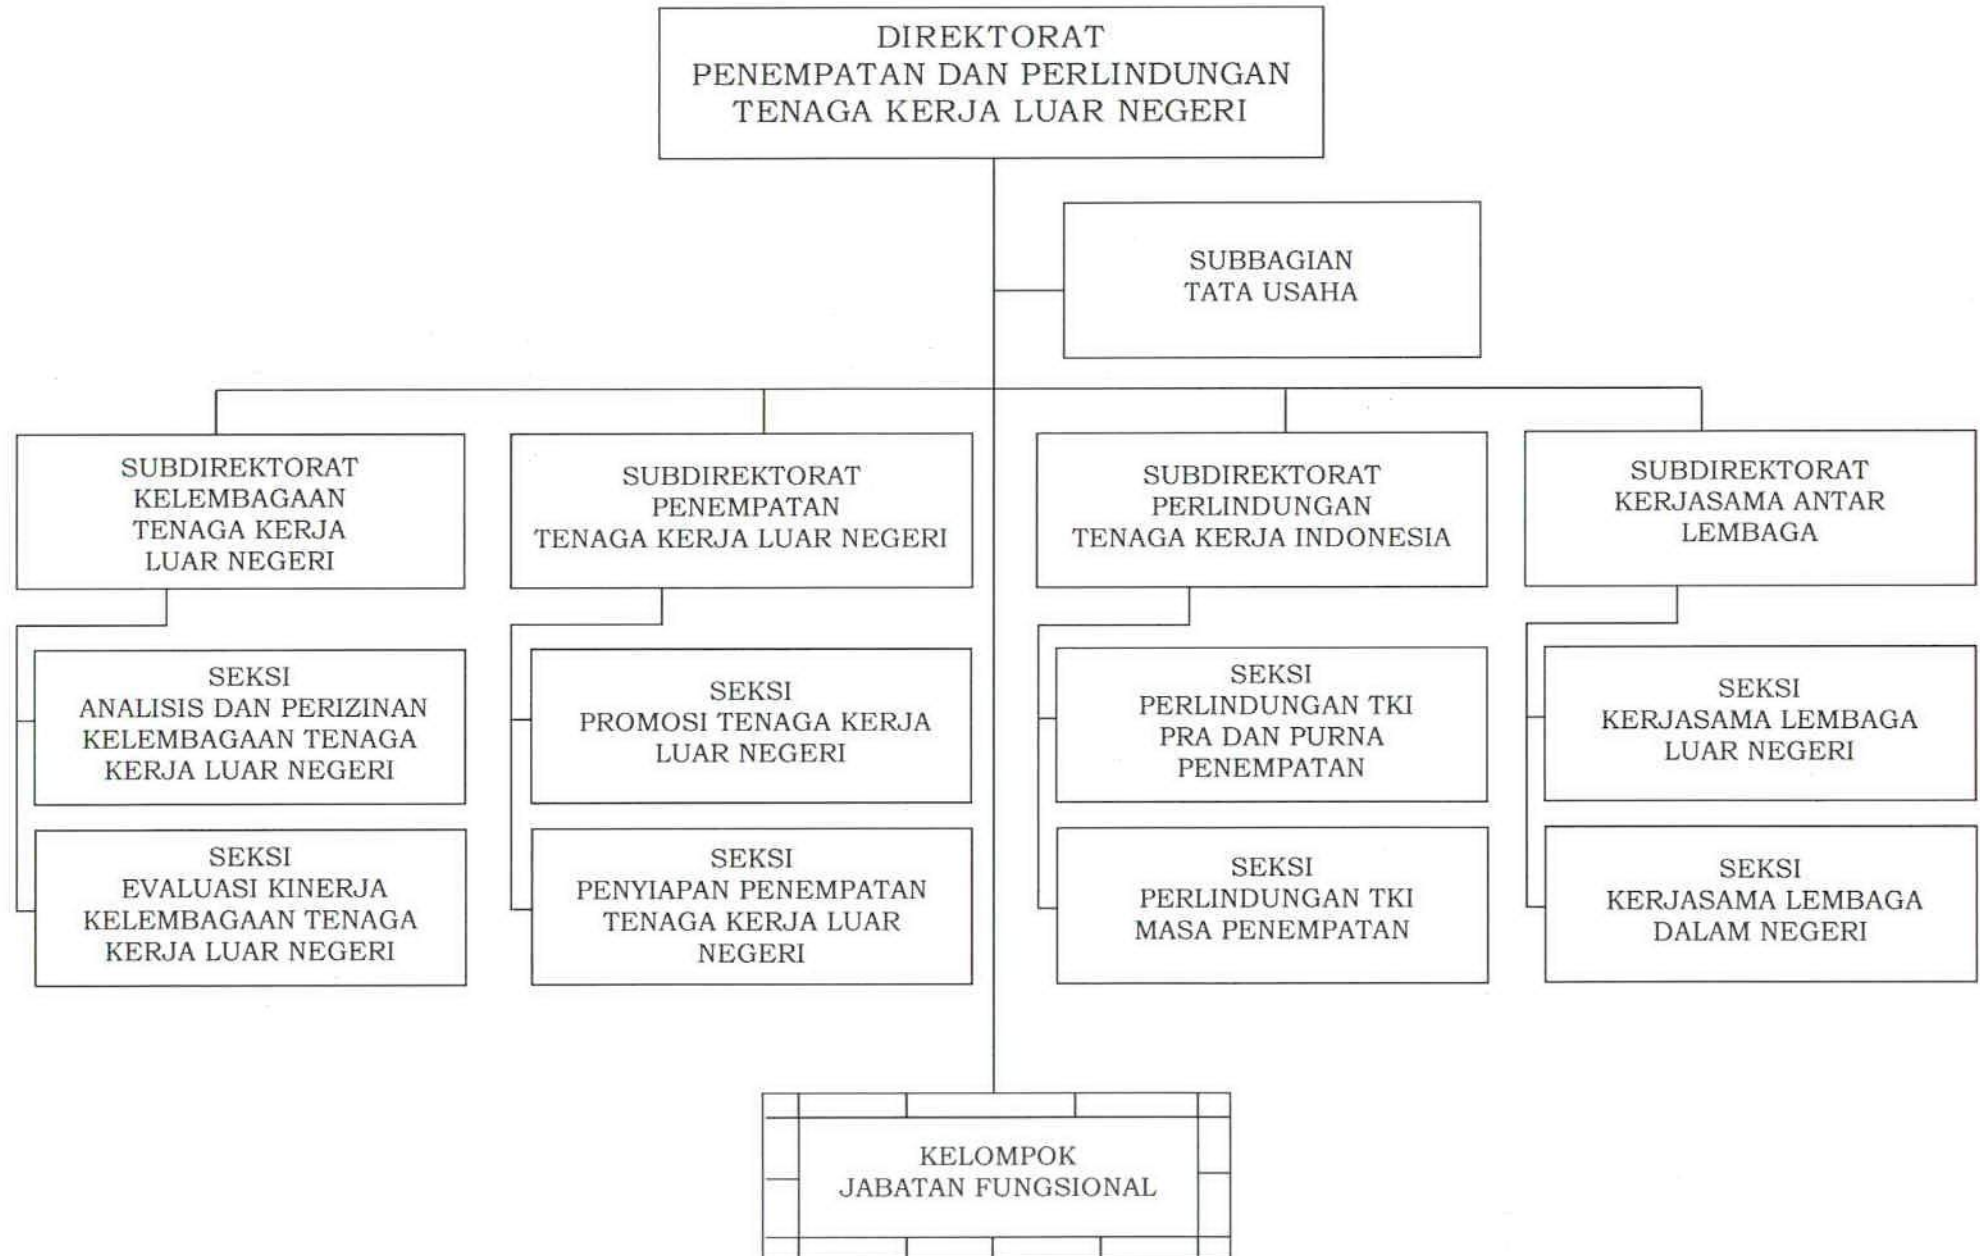 DIREKTORAT
PENEMPATAN DAN PERLINDUNGAN
TENAGA KERJA LUAR NEGERI
SUBBAGIAN
TATA USAHA
SUBDIREKTORAT
KELEMBAGAAN
TENAGA KERJA
LUAR NEGERI
SUBDIREKTORAT
PENEMPATAN
TENAGA KERJA LUAR NEGERI
SUBDIREKTORAT
PERLINDUNGAN
TENAGA KERJA INDONESIA
SUBDIREKTORAT
KERJASAMA ANTAR
LEMBAGA
SEKSI
ANALISIS DAN PERIZINAN
KELEMBAGAAN TENAGA
KERJA LUAR NEGERI
SEKSI
PROMOSI TENAGA KERJA
LUAR NEGERI
SEKSI
PERLINDUNGAN TKI
PRA DAN PURNA
PENEMPATAN
SEKSI
KERJASAMA LEMBAGA
LUAR NEGERI
SEKSI
EVALUASI KINERJA
KELEMBAGAAN TENAGA
KERJA LUAR NEGERI
SEKSI
PENYIAPAN PENEMPATAN
TENAGA KERJA LUAR
NEGERI
SEKSI
PERLINDUNGAN TKI
MASA PENEMPATAN
SEKSI
KERJASAMA LEMBAGA
DALAM NEGERI
KELOMPOK
JABATAN FUNGSIONAL